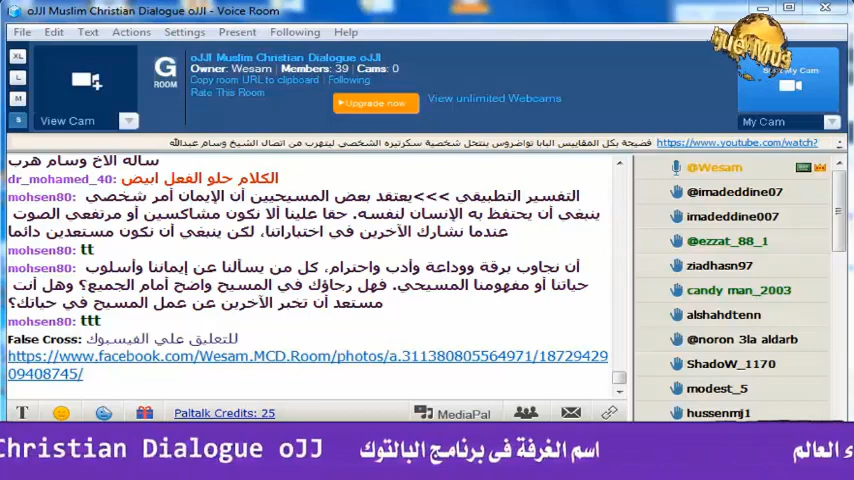 oJJI Muslim Christian Dialogue oJJI - Voice Room
File Edit Text Actions Settings Present Following Help
XL
L
M
S
View Cam
G
ROOM
oJJI Muslim Christian Dialogue oJJI
Owner: Wesam | Members: 39 | Cams: 0
Copy room URL to clipboard | Following
Rate This Room
Upgrade now
View unlimited Webcams
My Cam
فضيحة بكل المقاييس البابا تواضروس ينتحل شخصية سكرتيره الشخصي ليتهرب من اتصال الشيخ وسام عبدالله https://www.youtube.com/watch?
ساله الاخ وسام هرب
dr_mohamed_40: الكلام حلو الفعل ابيض
mohsen80: التفسير التطبيقي >>>يعتقد بعض المسيحيين أن الإيمان أمر شخصي
ينبغي أن يحتفظ به الإنسان لنفسه. حقا علينا ألا نكون مشاكسين أو مرتفعي الصوت
عندما نشارك الآخرين في اختباراتنا، لكن ينبغي أن نكون مستعدين دائما
mohsen80: tt
mohsen80: أن نجاوب برقة ووداعة وأدب واحترام، كل من يسألنا عن إيماننا وأسلوب
حياتنا أو مفهومنا المسيحي. فهل رجاؤك في المسيح واضح أمام الجميع؟ وهل أنت
مستعد أن تخبر الآخرين عن عمل المسيح في حياتك؟
mohsen80: ttt
False Cross: للتعليق علي الفيسبوك
https://www.facebook.com/Wesam.MCD.Room/photos/a.311380805564971/18729429
09408745/
@Wesam
@imadeddine07
imadeddine007
@ezzat_88_1
ziadhasn97
candy man_2003
alshahdtenn
@noron 3la aldarb
ShadoW_1170
modest_5
hussenmj1
T
Paltalk Credits: 25
MediaPal
Christian Dialogue oJJ
اسم الغرفة فى برنامج البالتوك
ء العالم